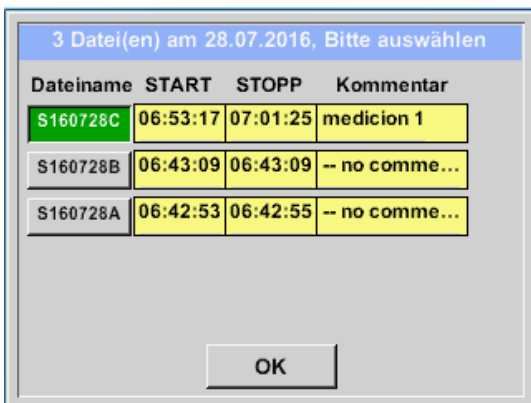 3 Datei(en) am 28.07.2016, Bitte auswählen
Dateiname START STOPP Kommentar
S160728C 06:53:17 07:01:25 medicion 1
S160728B 06:43:09 06:43:09 -- no comme...
S160728A 06:42:53 06:42:55 -- no comme...
OK